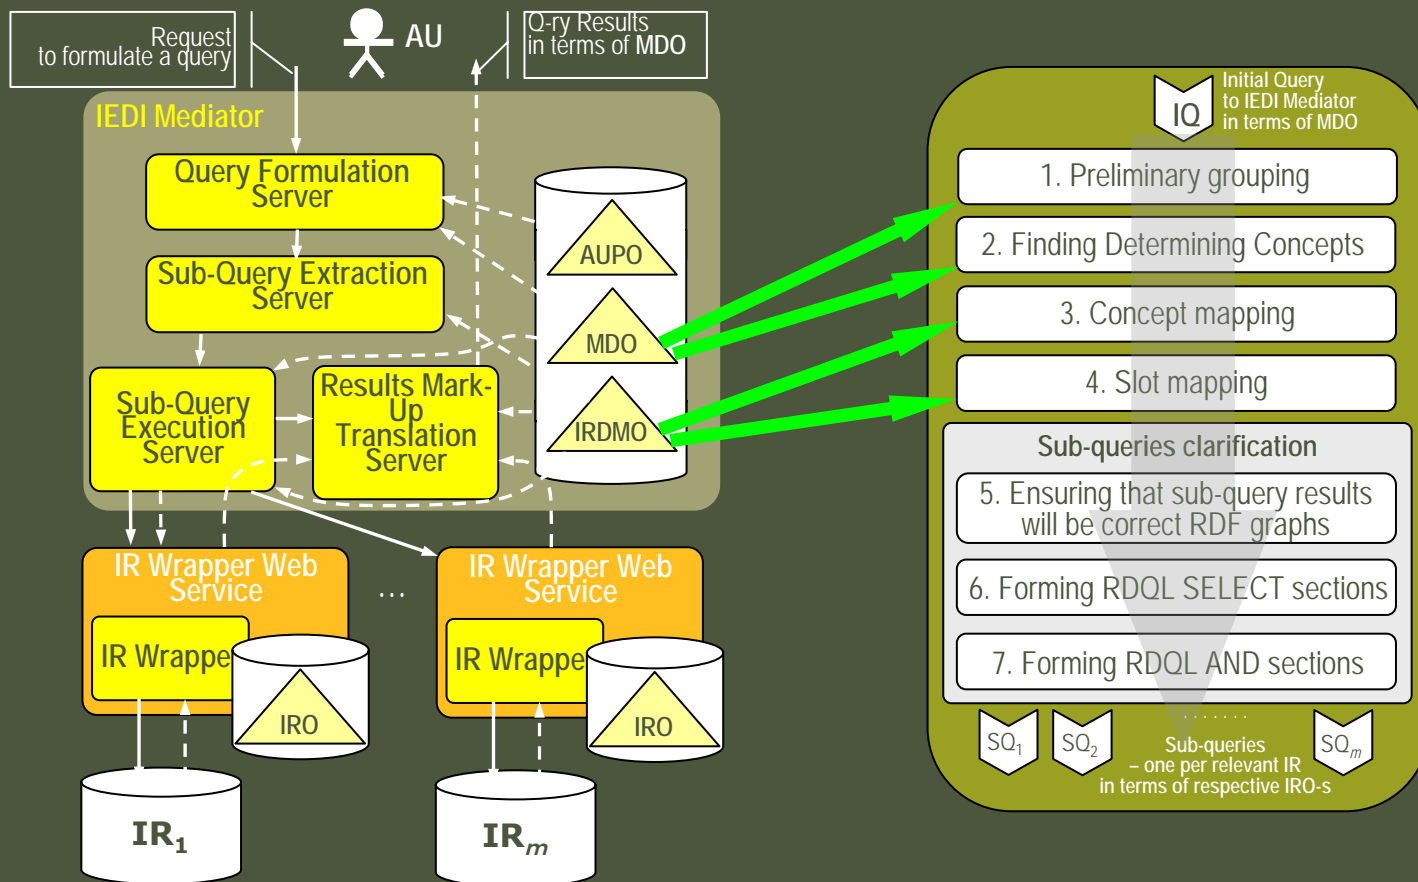 Request
to formulate a query
AU
Q-ry Results
in terms of MDO
IEDI Mediator
Query Formulation
Server
Sub-Query Extraction
Server
Sub-Query
Execution
Server
Results Mark-
Up
Translation
Server
AUPO
MDO
IRDMO
IR Wrapper Web
Service
IR Wrappe
IRO
...
IR Wrapper Web
Service
IR Wrappe
IRO
IR1
IRm
IQ
Initial Query
to IEDI Mediator
in terms of MDO
1. Preliminary grouping
2. Finding Determining Concepts
3. Concept mapping
4. Slot mapping
Sub-queries clarification
5. Ensuring that sub-query results
will be correct RDF graphs
6. Forming RDQL SELECT sections
7. Forming RDQL AND sections
SQ1
SQ2
.......
SQm
Sub-queries
– one per relevant IR
in terms of respective IRO-s